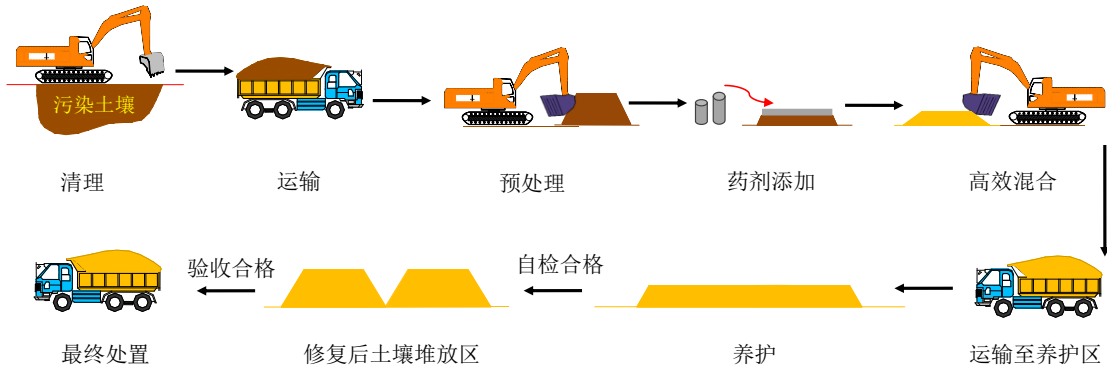 污染土壤
清理
运输
预处理
药剂添加
高效混合
验收合格
自检合格
最终处置
修复后土壤堆放区
养护
运输至养护区